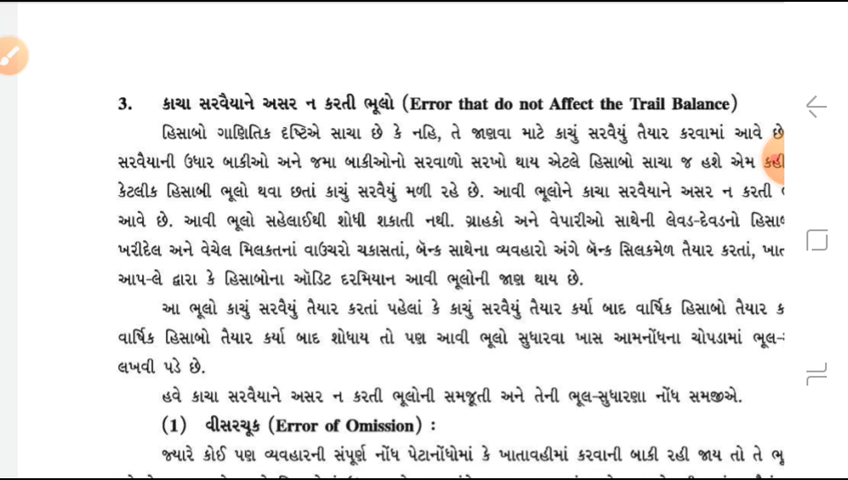 3. કાચા સરવૈયાને અસર ન કરતી ભૂલો (Error that do not Affect the Trail Balance)
હિસાબો ગાણિતિક દૃષ્ટિએ સાચા છે કે નહિ, તે જાણવા માટે કાચું સરવૈયું તૈયાર કરવામાં આવે છે
સરવૈયાની ઉધાર બાકીઓ અને જમા બાકીઓનો સરવાળો સરખો થાય એટલે હિસાબો સાચા જ હશે એમ કહી
કેટલીક હિસાબી ભૂલો થવા છતાં કાચું સરવૈયું મળી રહે છે. આવી ભૂલોને કાચા સરવૈયાને અસર ન કરતી
આવે છે. આવી ભૂલો સહેલાઈથી શોધી શકાતી નથી. ગ્રાહકો અને વેપારીઓ સાથેની લેવડ-દેવડનો
ખરીદેલ અને વેચેલ મિલકતનાં વાઉચરો ચકાસતાં, બૅન્ક સાથેના વ્યવહારો અંગે બૅન્ક સિલકમેળ તૈયાર કરતાં,
આપ-લે દ્વારા કે હિસાબોના ઑડિટ દરમિયાન આવી ભૂલોની જાણ થાય છે.
આ ભૂલો કાચું સરવૈયું તૈયાર કરતાં પહેલાં કે કાચું સરવૈયું તૈયાર કર્યા બાદ વાર્ષિક હિસાબો તૈયાર ક
વાર્ષિક હિસાબો તૈયાર કર્યા બાદ શોધાય તો પણ આવી ભૂલો સુધારવા ખાસ આમનોંધના ચોપડામાં ભૂલ-
લખવી પડે છે.
હવે કાચા સરવૈયાને અસર ન કરતી ભૂલોની સમજૂતી અને તેની ભૂલ-સુધારણા નોંધ સમજીએ.
(1) વીસરચૂક (Error of Omission) :
જ્યારે કોઈ પણ વ્યવહારની સંપૂર્ણ નોંધ પેટાનોંધોમાં કે ખાતાવહીમાં કરવાની બાકી રહી જાય તો તે ભૂ